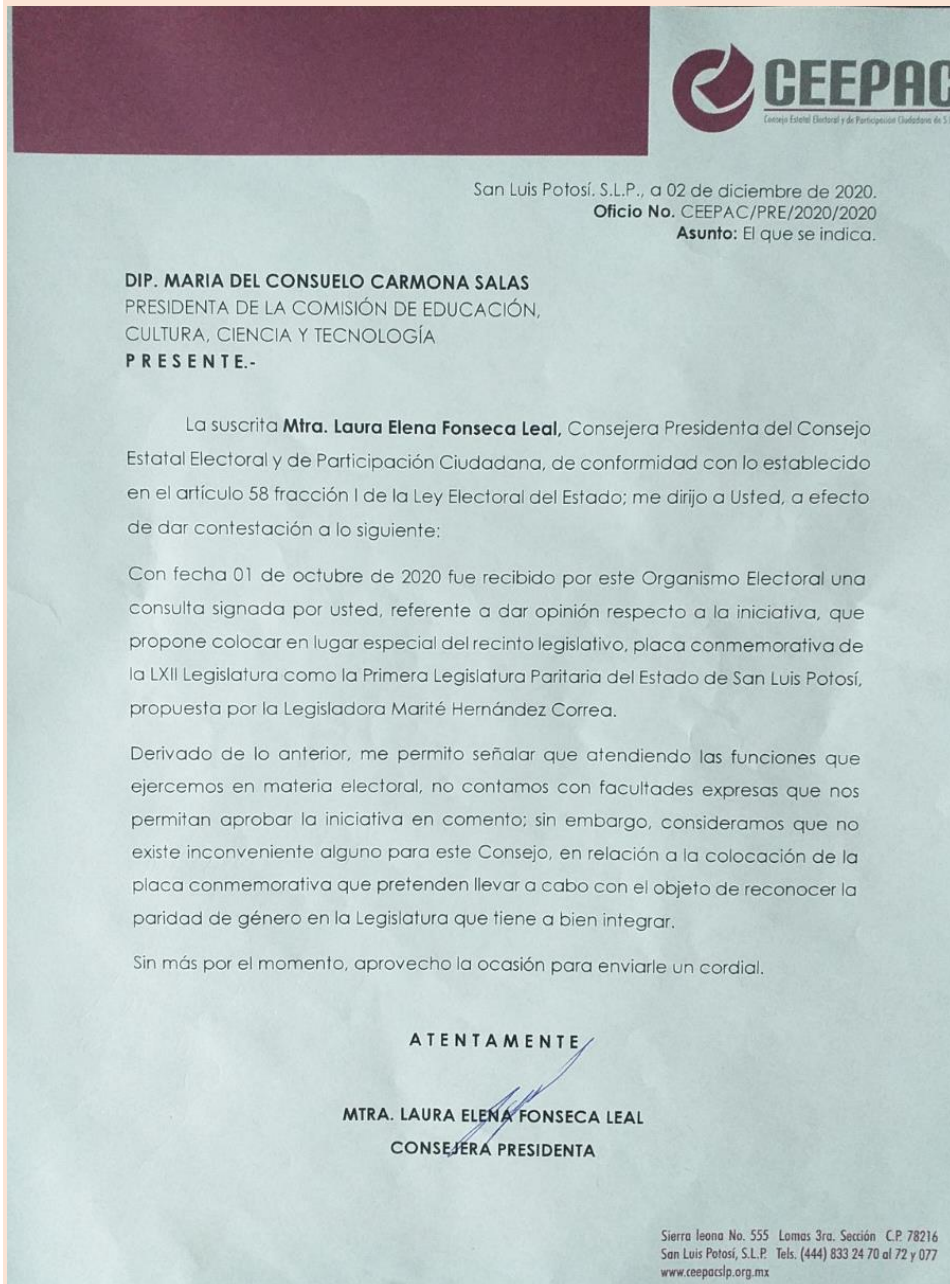 CEEPAC
Consejo Estatal Electoral y de Participación Ciudadana de S.
San Luis Potosí. S.L.P., a 02 de diciembre de 2020.
Oficio No. CEEPAC/PRE/2020/2020
Asunto: El que se indica.
DIP. MARIA DEL CONSUELO CARMONA SALAS
PRESIDENTA DE LA COMISIÓN DE EDUCACIÓN,
CULTURA, CIENCIA Y TECNOLOGÍA
P R E S E N T E.-
La suscrita Mtra. Laura Elena Fonseca Leal, Consejera Presidenta del Consejo
Estatal Electoral y de Participación Ciudadana, de conformidad con lo establecido
en el artículo 58 fracción I de la Ley Electoral del Estado; me dirijo a Usted, a efecto
de dar contestación a lo siguiente:
Con fecha 01 de octubre de 2020 fue recibido por este Organismo Electoral una
consulta signada por usted, referente a dar opinión respecto a la iniciativa, que
propone colocar en lugar especial del recinto legislativo, placa conmemorativa de
la LXII Legislatura como la Primera Legislatura Paritaria del Estado de San Luis Potosí,
propuesta por la Legisladora Marité Hernández Correa.
Derivado de lo anterior, me permito señalar que atendiendo las funciones que
ejercemos en materia electoral, no contamos con facultades expresas que nos
permitan aprobar la iniciativa en comento; sin embargo, consideramos que no
existe inconveniente alguno para este Consejo, en relación a la colocación de la
placa conmemorativa que pretenden llevar a cabo con el objeto de reconocer la
paridad de género en la Legislatura que tiene a bien integrar.
Sin más por el momento, aprovecho la ocasión para enviarle un cordial.
A T E N T A M E N T E
MTRA. LAURA ELENA FONSECA LEAL
CONSEJERA PRESIDENTA
Sierra leona No. 555 Lomas 3ra. Sección C.P. 78216
San Luis Potosí, S.L.P. Tels. (444) 833 24 70 al 72 y 077
www.ceepacslp.org.mx